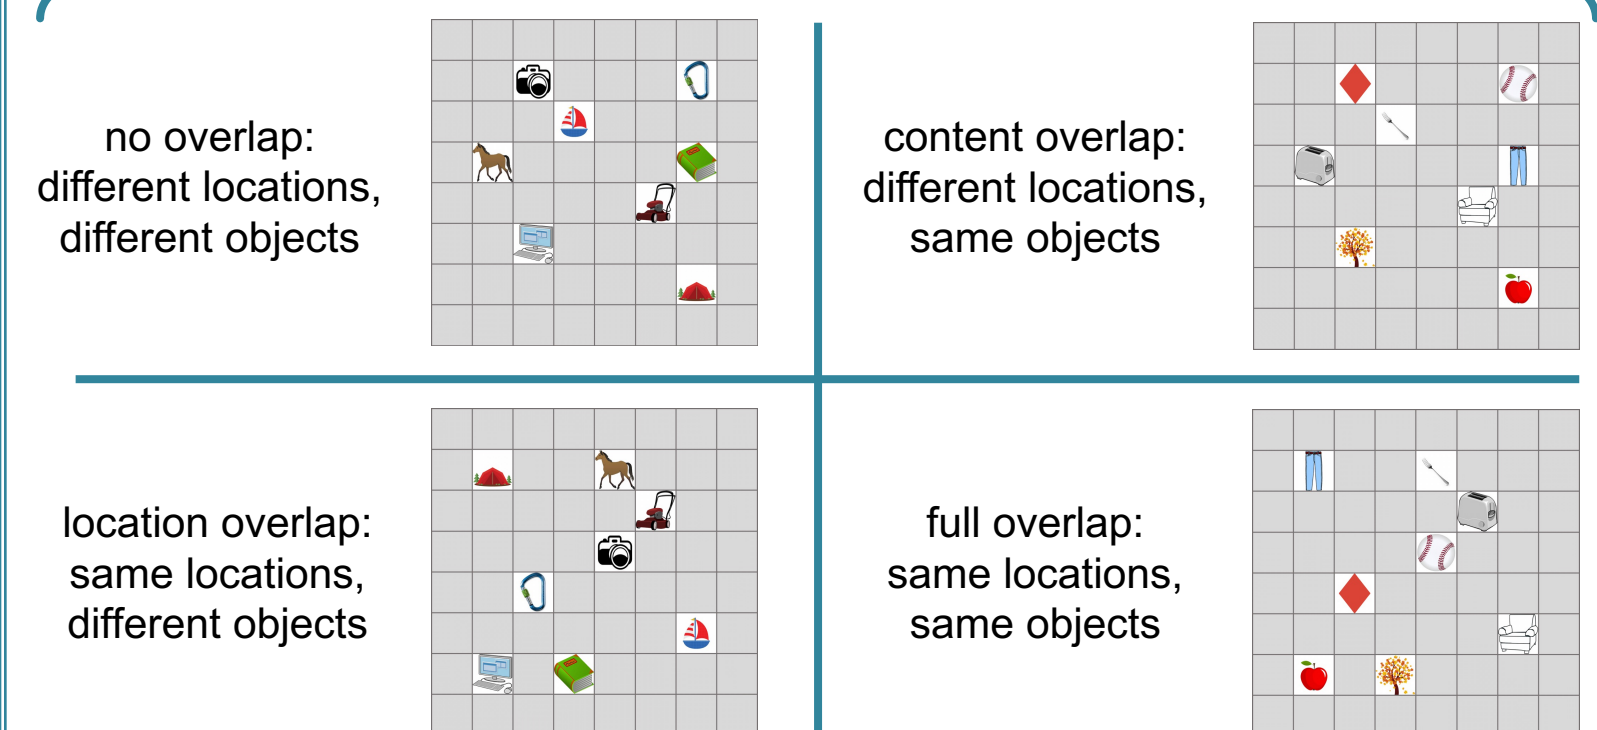 no overlap:
different locations,
different objects
content overlap:
different locations,
same objects
location overlap:
same locations,
different objects
full overlap:
same locations,
same objects